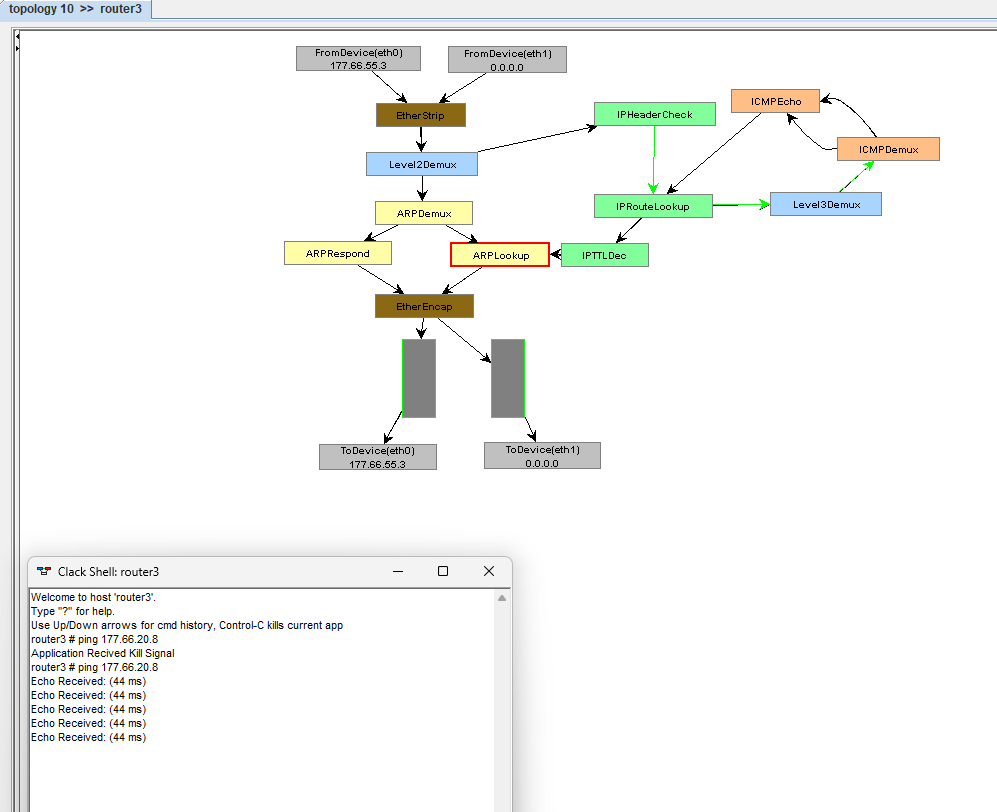 topology 10 >> router3
FromDevice(eth0)
177.66.55.3
FromDevice(eth1)
0.0.0.0
EtherStrip
IPHeaderCheck
ICMPEcho
Level2Demux
ICMPDemux
ARPDemux
IPRouteLookup
Level3Demux
ARPRespond
ARPLookup
IPTTLDec
EtherEncap
ToDevice(eth0)
177.66.55.3
ToDevice(eth1)
0.0.0.0
Clack Shell: router3
Welcome to host 'router3'.
Type "?" for help.
Use Up/Down arrows for cmd history, Control-C kills current app
router3 # ping 177.66.20.8
Application Recived Kill Signal
router3 # ping 177.66.20.8
Echo Received: (44 ms)
Echo Received: (44 ms)
Echo Received: (44 ms)
Echo Received: (44 ms)
Echo Received: (44 ms)